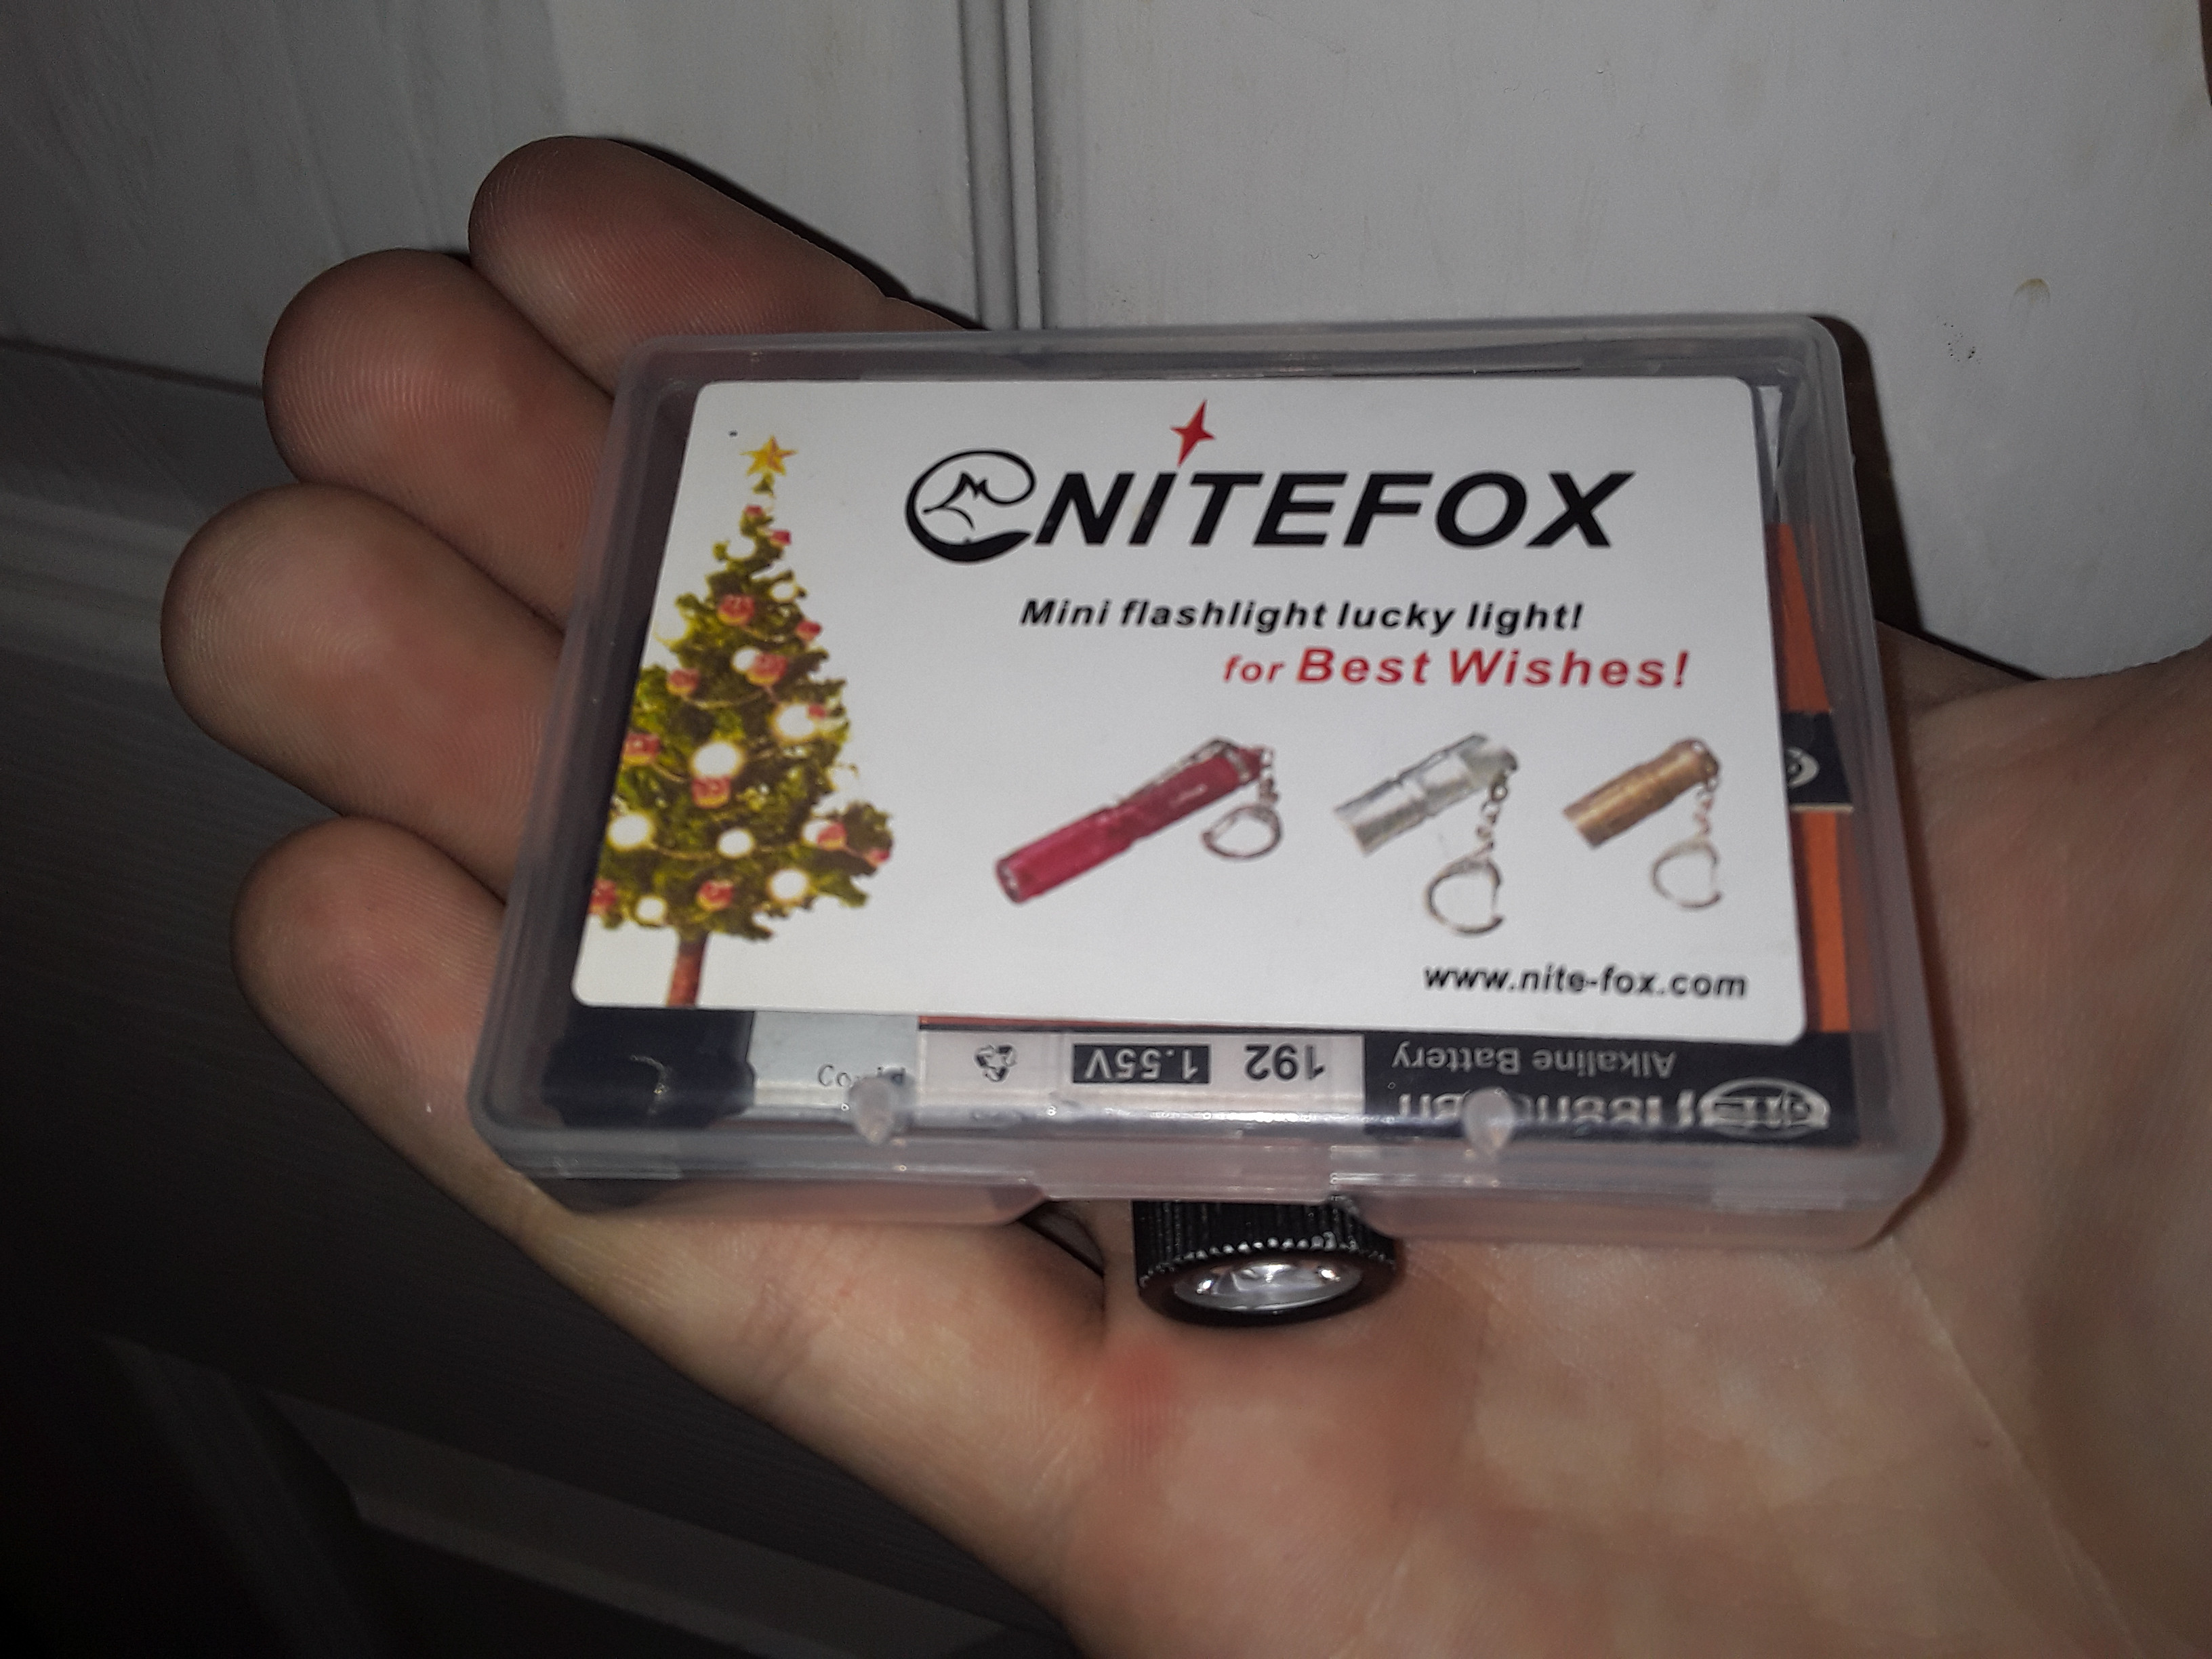 NITEFOX
Mini flashlight lucky light!
for Best Wishes!
www.nite-fox.com
192 1.55V
Alkaline Battery